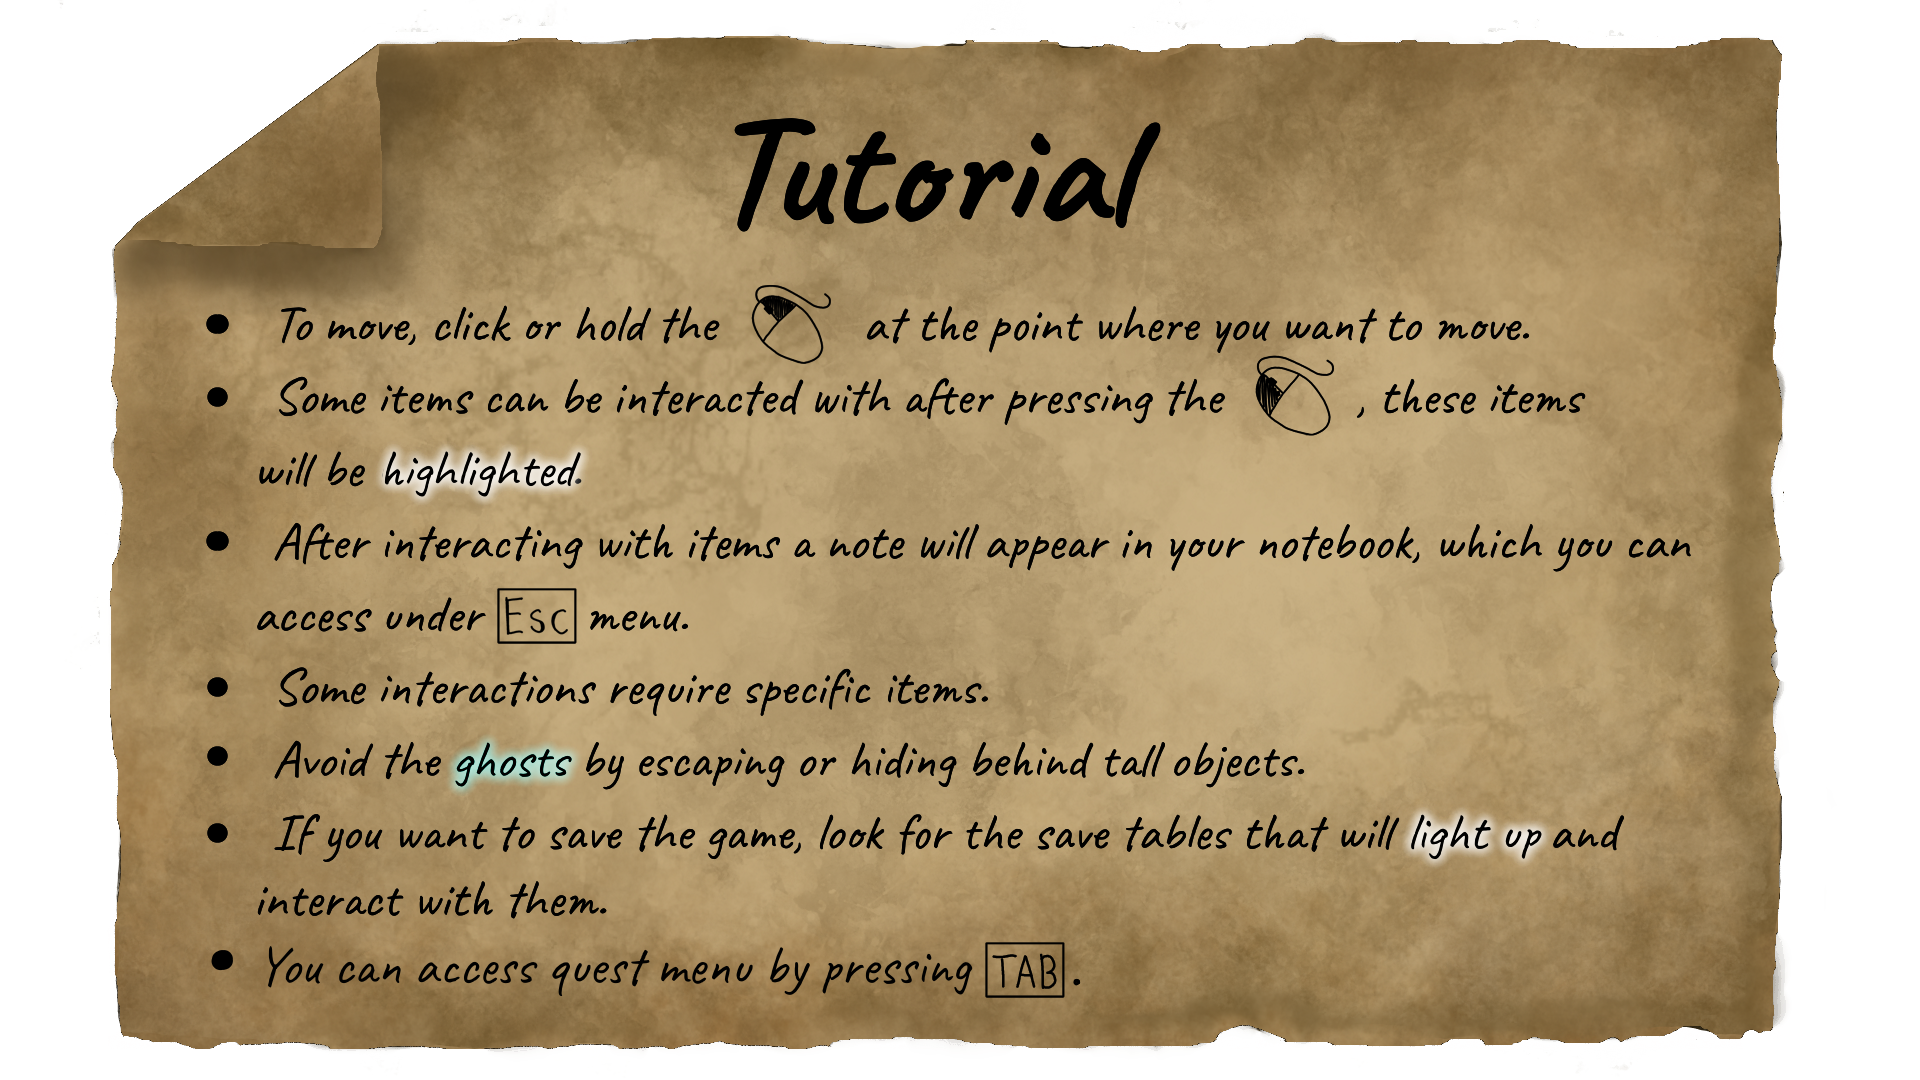 Tutorial
• To move, click or hold the at the point where you want to move.
• Some items can be interacted with after pressing the , these items
will be highlighted.
• After interacting with items a note will appear in your notebook, which you can
access under Esc menu.
• Some interactions require specific items.
• Avoid the ghosts by escaping or hiding behind tall objects.
• If you want to save the game, look for the save tables that will light up and
interact with them.
• You can access quest menu by pressing TAB.